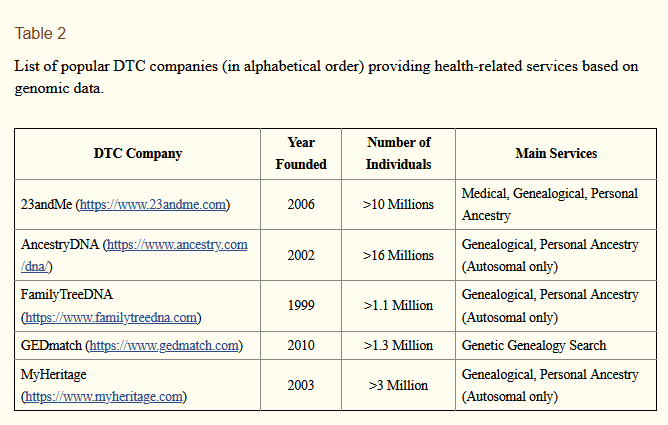 Table 2
List of popular DTC companies (in alphabetical order) providing health-related services based on
genomic data.
DTC Company
Year
Founded
Number of
Individuals
Main Services
23andMe (https://www.23andme.com)
2006
>10 Millions
Medical, Genealogical, Personal
Ancestry
AncestryDNA (https://www.ancestry.com
/dna/)
2002
>16 Millions
Genealogical, Personal Ancestry
(Autosomal only)
FamilyTreeDNA
(https://www.familytreedna.com)
1999
>1.1 Million
Genealogical, Personal Ancestry
(Autosomal only)
GEDmatch (https://www.gedmatch.com)
2010
>1.3 Million
Genetic Genealogy Search
MyHeritage
(https://www.myheritage.com)
2003
>3 Million
Genealogical, Personal Ancestry
(Autosomal only)